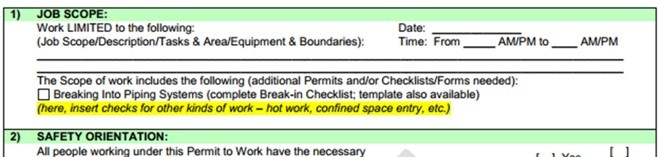 1) JOB SCOPE:
Work LIMITED to the following: Date: ______________
(Job Scope/Description/Tasks & Area/Equipment & Boundaries): Time: From _____ AM/PM to ____ AM/PM
The Scope of work includes the following (additional Permits and/or Checklists/Forms needed):
☐ Breaking Into Piping Systems (complete Break-in Checklist; template also available)
(here, insert checks for other kinds of work – hot work, confined space entry, etc.)
2) SAFETY ORIENTATION:
All people working under this Permit to Work have the necessary [ ] Yes [ ]